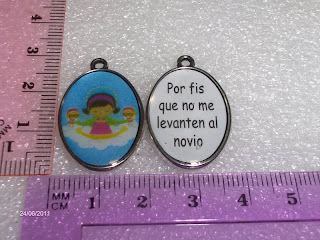 Por fis
que no me
levanten al
novio
4
3
2
1
MM
CM
1
2
3
4
5
24/06/2011